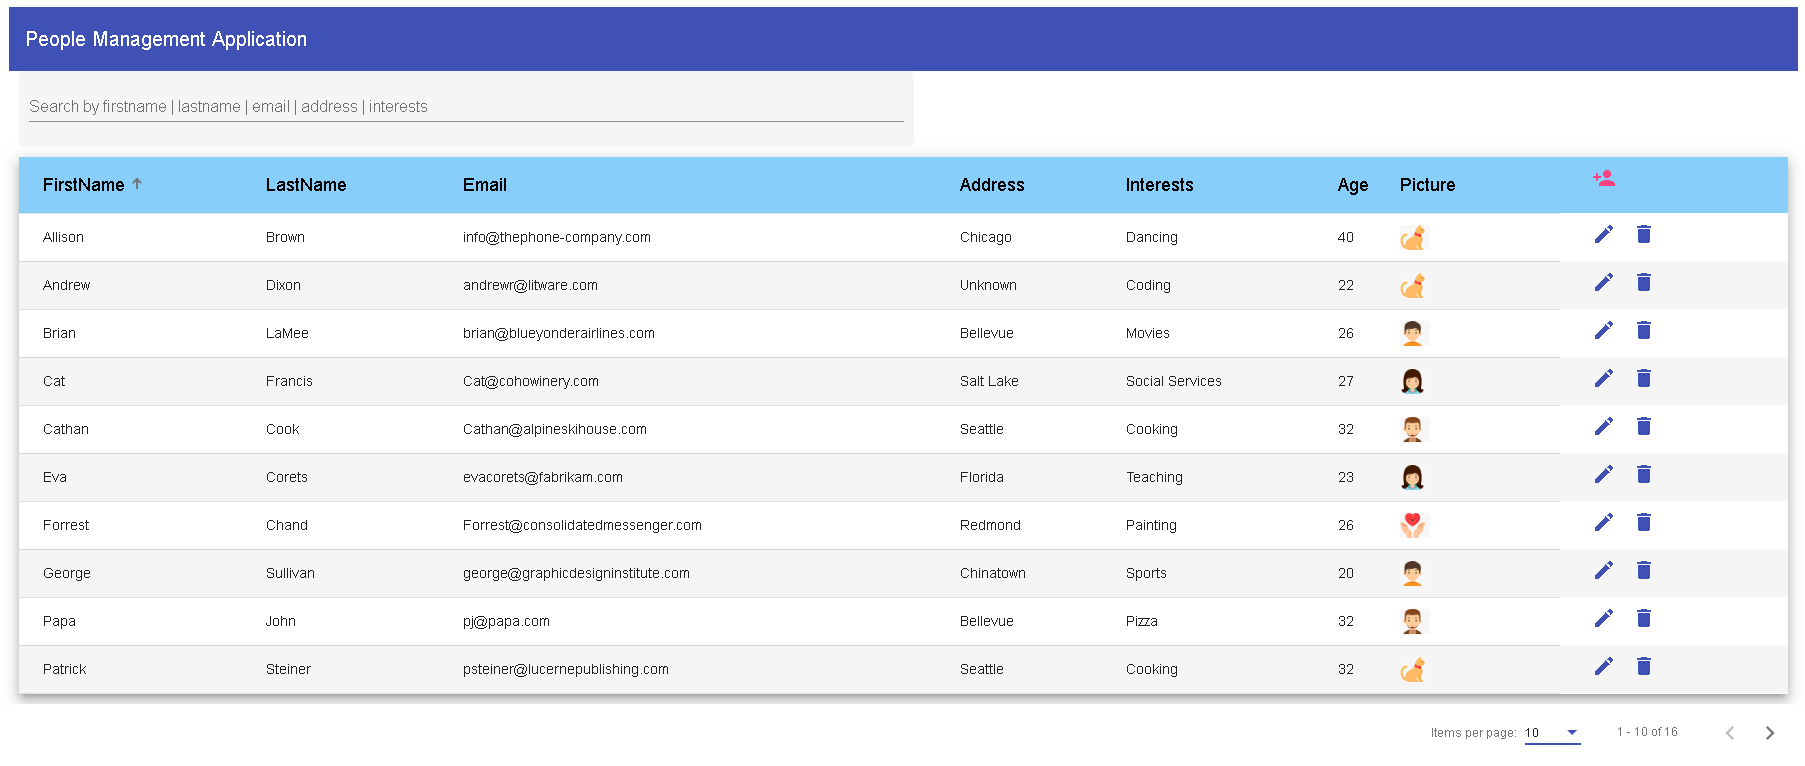 People Management Application
Search by firstname | lastname | email | address | interests
FirstName LastName Email Address Interests Age Picture
Allison Brown info@thephone-company.com Chicago Dancing 40
Andrew Dixon andrewr@litware.com Unknown Coding 22
Brian LaMee brian@blueyonderairlines.com Bellevue Movies 26
Cat Francis Cat@cohowinery.com Salt Lake Social Services 27
Cathan Cook Cathan@alpineskihouse.com Seattle Cooking 32
Eva Corets evacorets@fabrikam.com Florida Teaching 23
Forrest Chand Forrest@consolidatedmessenger.com Redmond Painting 26
George Sullivan george@graphicdesigninstitute.com Chinatown Sports 20
Papa John pj@papa.com Bellevue Pizza 32
Patrick Steiner psteiner@lucernepublishing.com Seattle Cooking 32
Items per page: 10 1 - 10 of 16